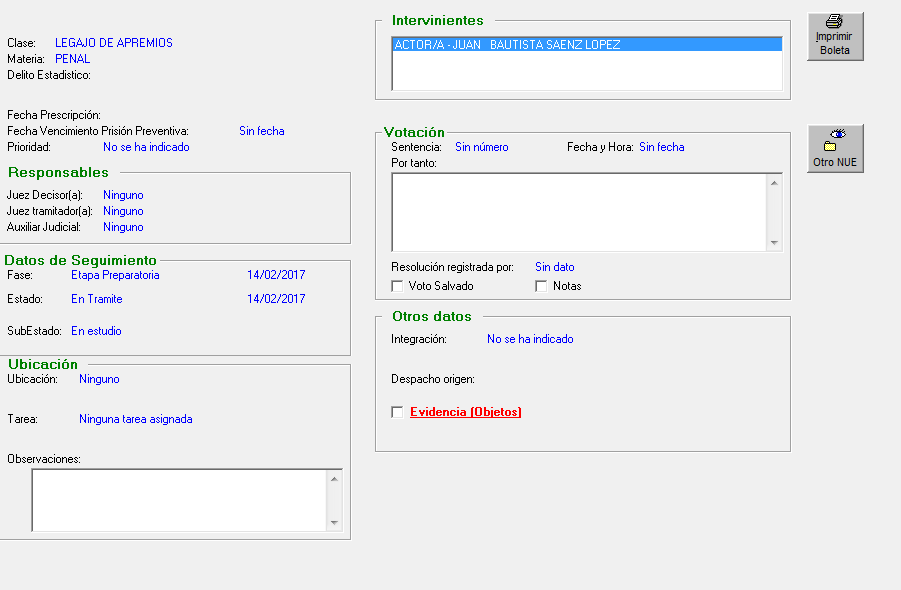 Clase: LEGAJO DE APREMIOS
Materia: PENAL
Delito Estadistico:
Fecha Prescripción:
Fecha Vencimiento Prisión Preventiva: Sin fecha
Prioridad: No se ha indicado
Responsables
Juez Decisor(a): Ninguno
Juez tramitador(a): Ninguno
Auxiliar Judicial: Ninguno
Datos de Seguimiento
Fase: Etapa Preparatoria 14/02/2017
Estado: En Tramite 14/02/2017
SubEstado: En estudio
Ubicación
Ubicación: Ninguno
Tarea: Ninguna tarea asignada
Observaciones:
Intervinientes
ACTOR/A - JUAN BAUTISTA SAENZ LOPEZ
Votación
Sentencia: Sin número Fecha y Hora: Sin fecha
Por tanto:
Resolución registrada por: Sin dato
Voto Salvado Notas
Otros datos
Integración: No se ha indicado
Despacho origen:
Evidencia (Objetos)
Imprimir
Boleta
Otro NUE